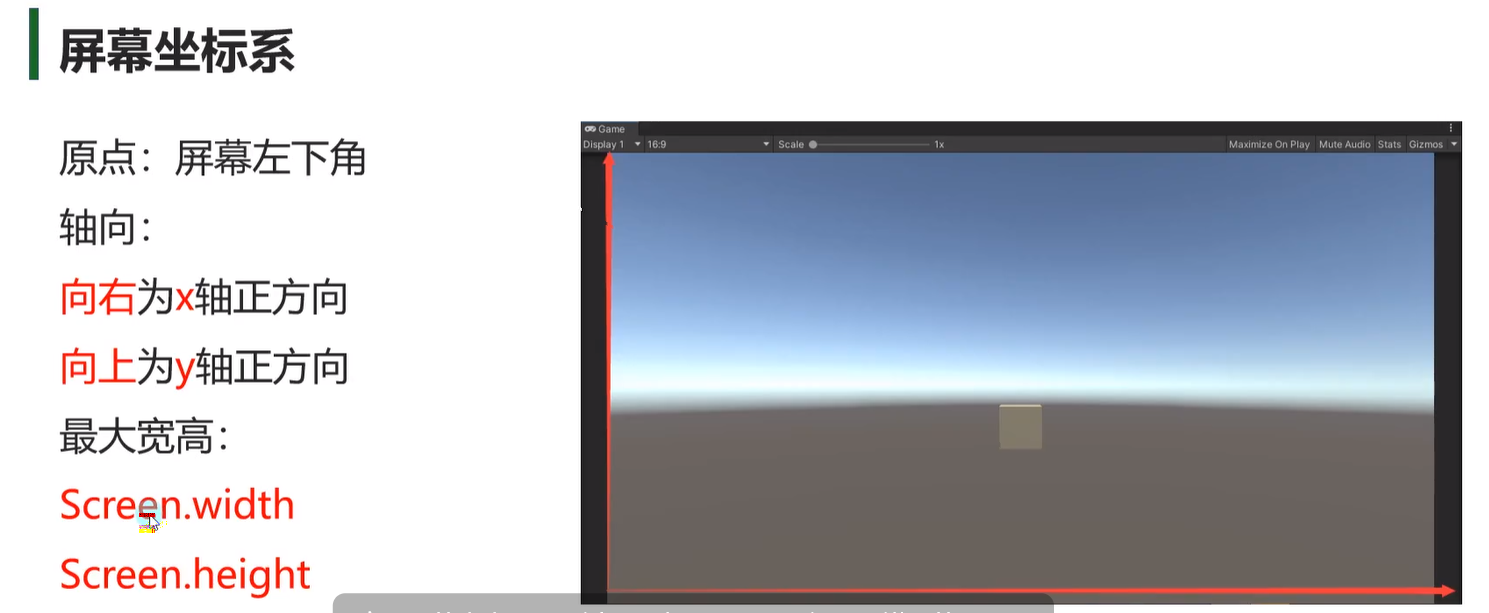 屏幕坐标系
原点：屏幕左下角
轴向：
向右为x轴正方向
向上为y轴正方向
最大宽高：
Screen.width
Screen.height
Game
Display 1 16:9 Scale 1x Maximize On Play Mute Audio Stats Gizmos